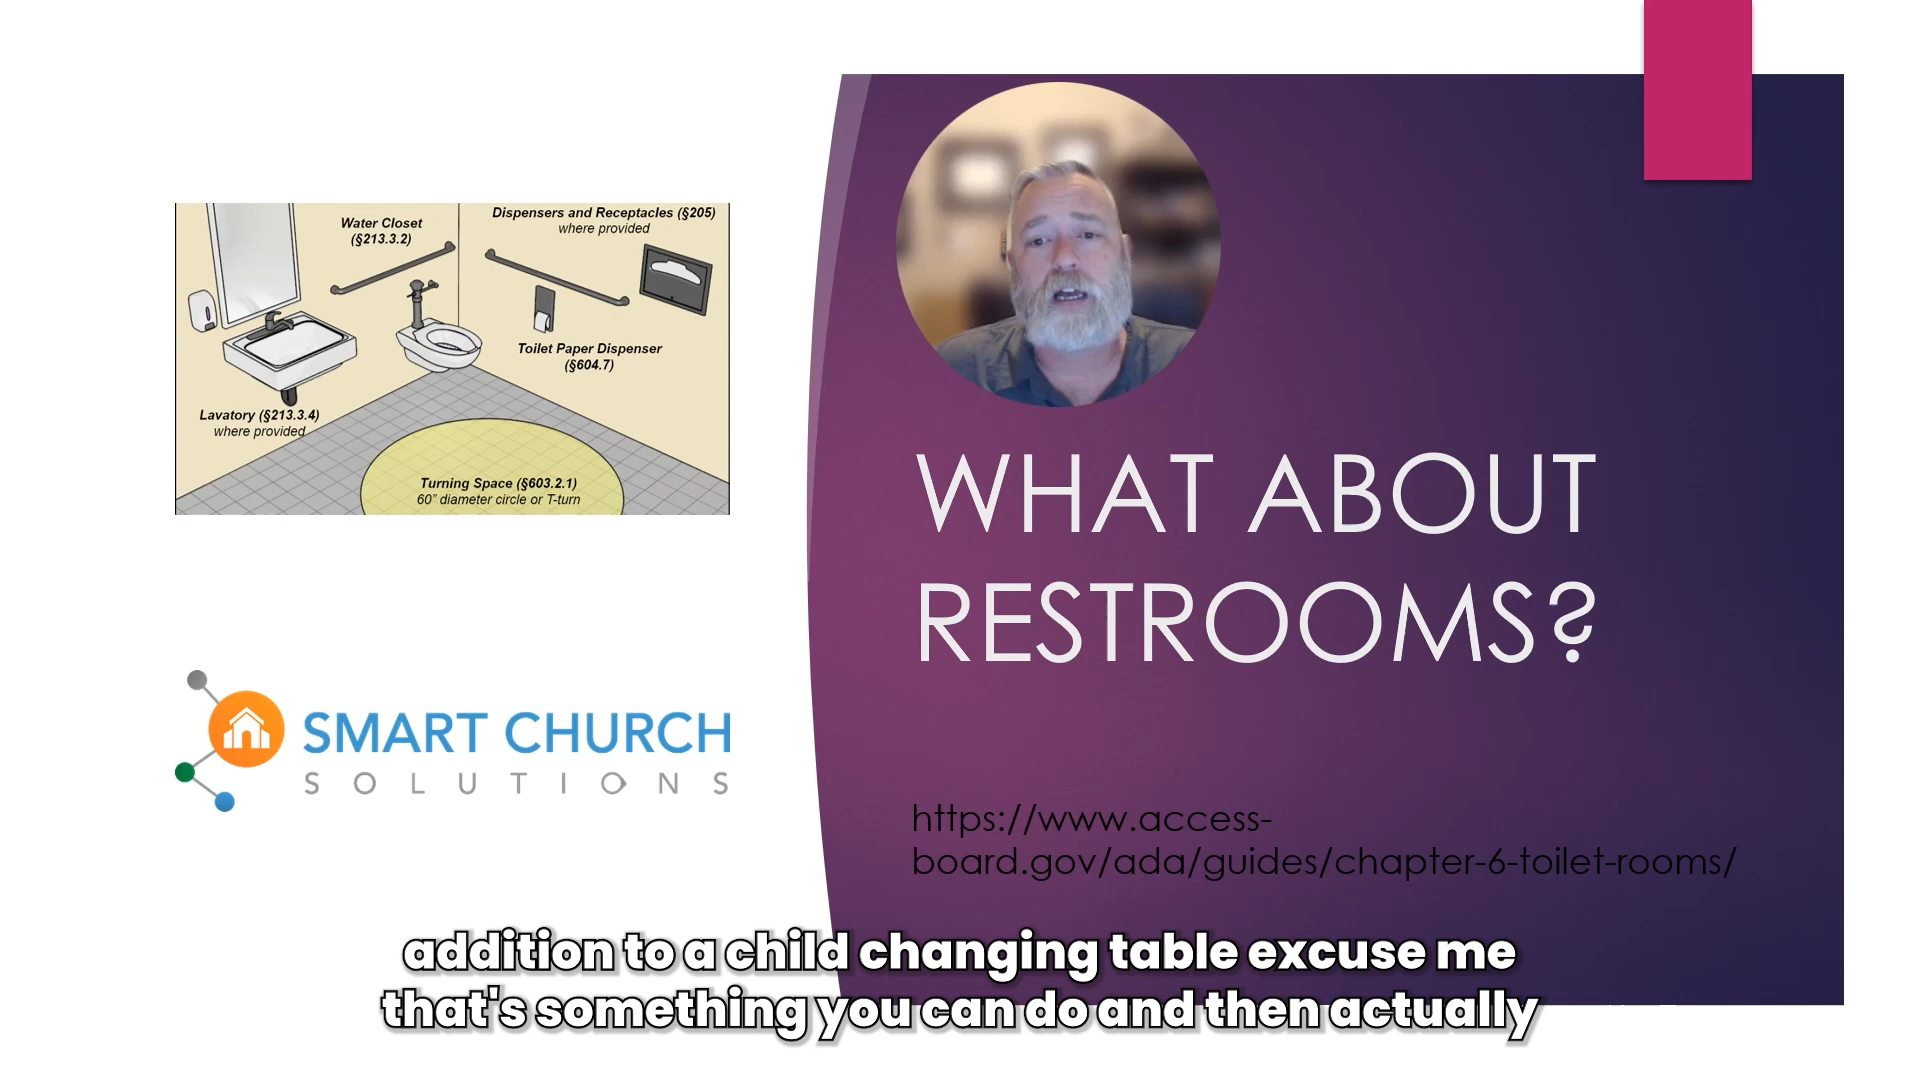 Water Closet
(§213.3.2)
Dispensers and Receptacles (§205)
where provided
Toilet Paper Dispenser
(§604.7)
Lavatory (§213.3.4)
where provided
Turning Space (§603.2.1)
60" diameter circle or T-turn
SMART CHURCH
SOLUTIONS
WHAT ABOUT
RESTROOMS?
https://www.access-
board.gov/ada/guides/chapter-6-toilet-rooms/
addition to a child changing table excuse me
that's something you can do and then actually